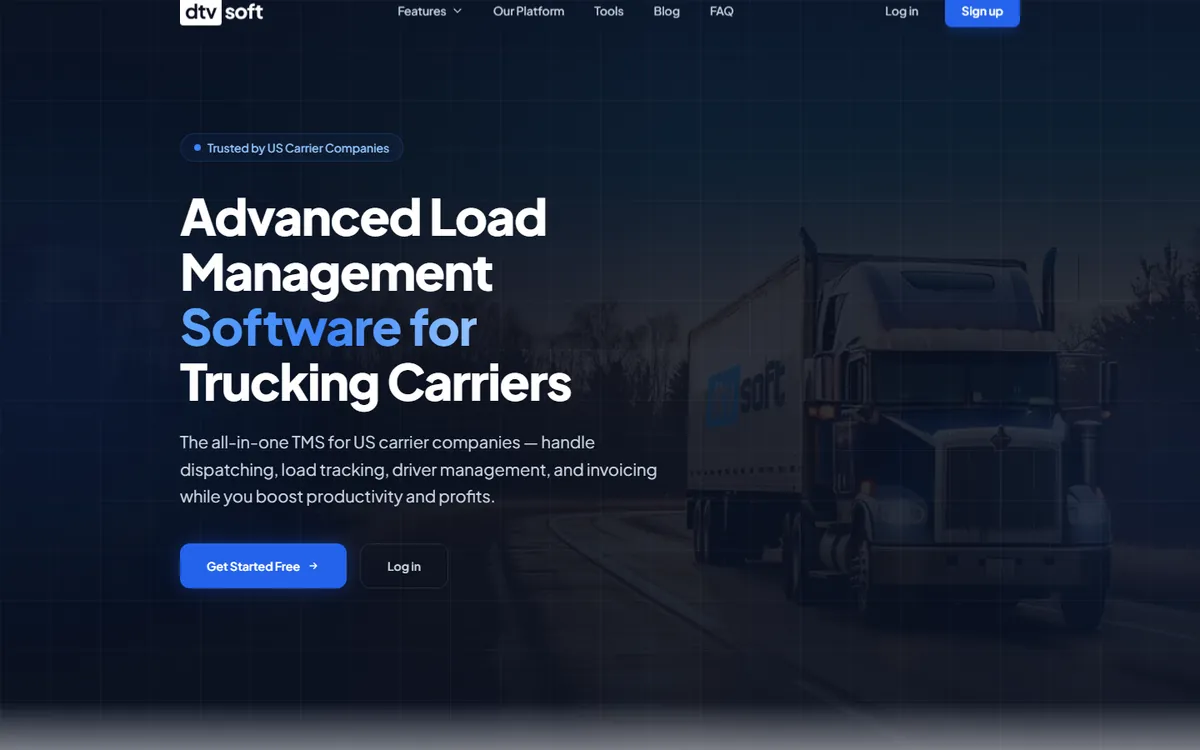 dtv soft
Features
Our Platform
Tools
Blog
FAQ
Log in
Sign up
Trusted by US Carrier Companies
Advanced Load
Management
Software for
Trucking Carriers
The all-in-one TMS for US carrier companies — handle
dispatching, load tracking, driver management, and invoicing
while you boost productivity and profits.
Get Started Free →
Log in
soft